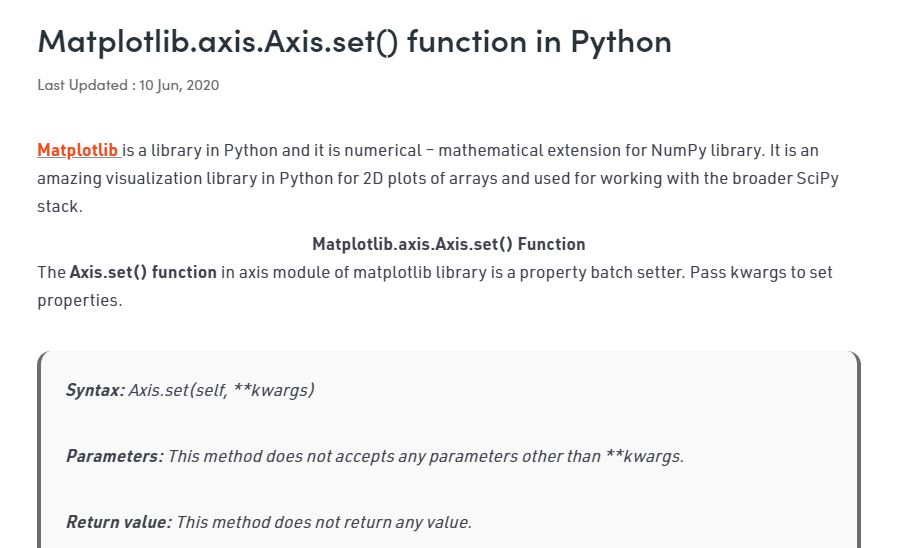 Matplotlib.axis.Axis.set() function in Python
Last Updated : 10 Jun, 2020
Matplotlib is a library in Python and it is numerical – mathematical extension for NumPy library. It is an
amazing visualization library in Python for 2D plots of arrays and used for working with the broader SciPy
stack.
Matplotlib.axis.Axis.set() Function
The Axis.set() function in axis module of matplotlib library is a property batch setter. Pass kwargs to set
properties.
Syntax: Axis.set(self, **kwargs)
Parameters: This method does not accepts any parameters other than **kwargs.
Return value: This method does not return any value.